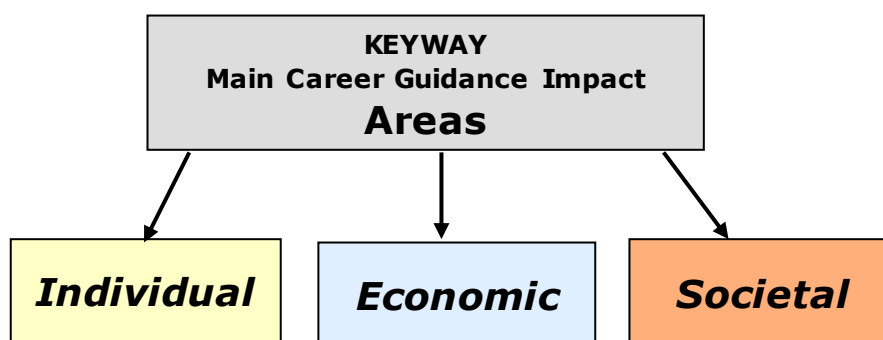 KEYWAY
Main Career Guidance Impact
Areas
Individual
Economic
Societal